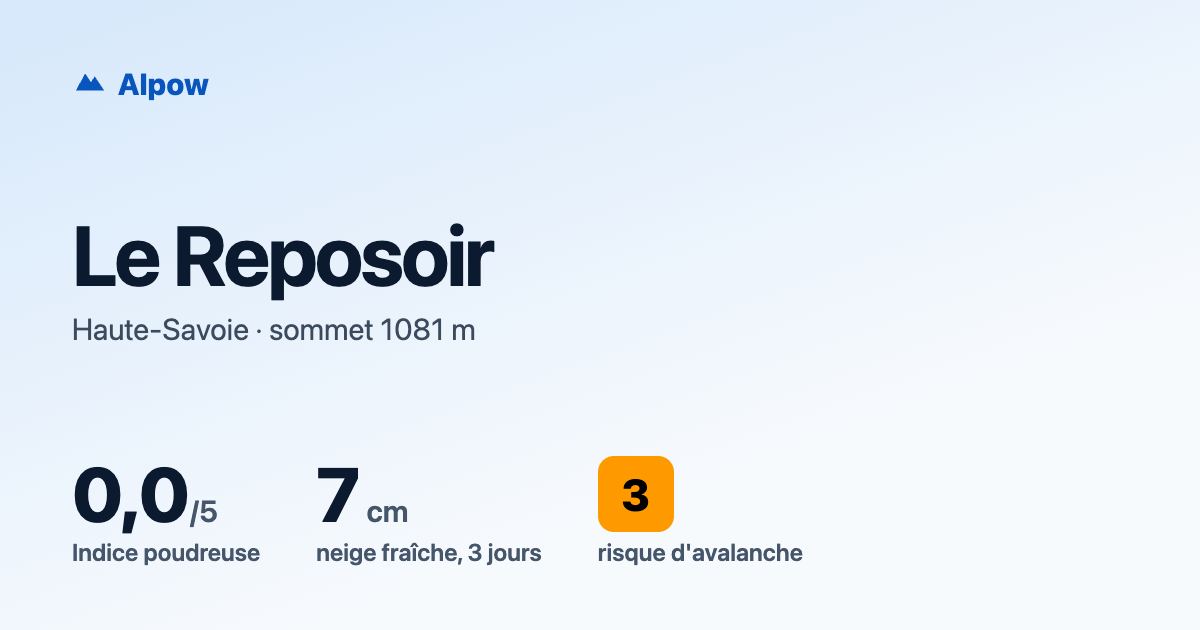 Alpow
Le Reposoir
Haute-Savoie · sommet 1081 m
0,0/5
Indice poudreuse
7 cm
neige fraîche, 3 jours
3
risque d'avalanche